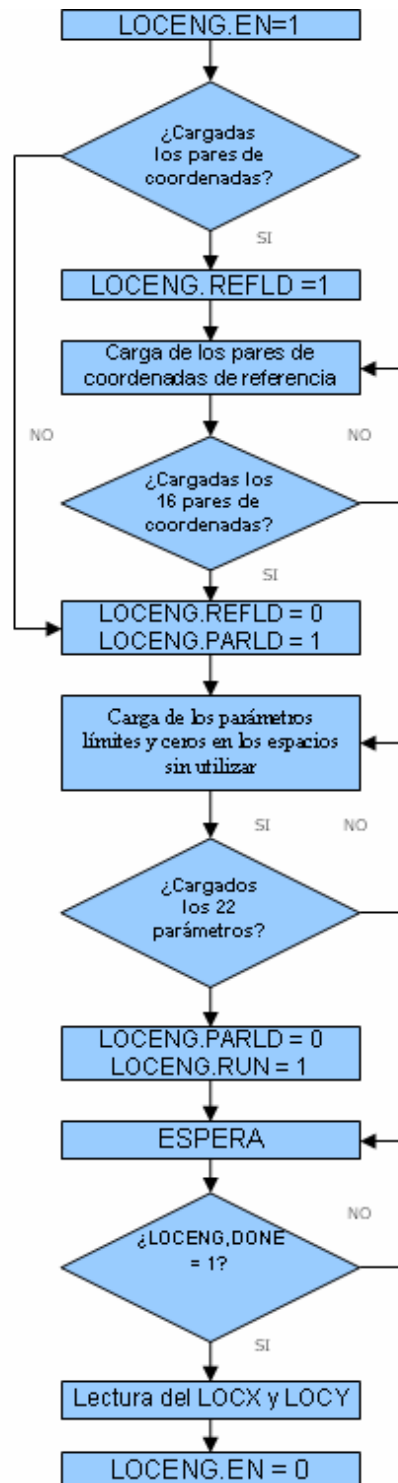 LOCENG.EN=1
¿Cargadas
los pares de
coordenadas?
SI
LOCENG.REFLD =1
Carga de los pares de
coordenadas de referencia
NO
NO
¿Cargadas los
16 pares de
coordenadas?
SI
LOCENG.REFLD = 0
LOCENG.PARLD = 1
Carga de los parámetros
límites y ceros en los espacios
sin utilizar
SI
NO
¿Cargados
los 22
parámetros?
LOCENG.PARLD = 0
LOCENG.RUN = 1
ESPERA
NO
¿LOCENG,DONE
= 1?
SI
Lectura del LOCX y LOCY
LOCENG.EN = 0